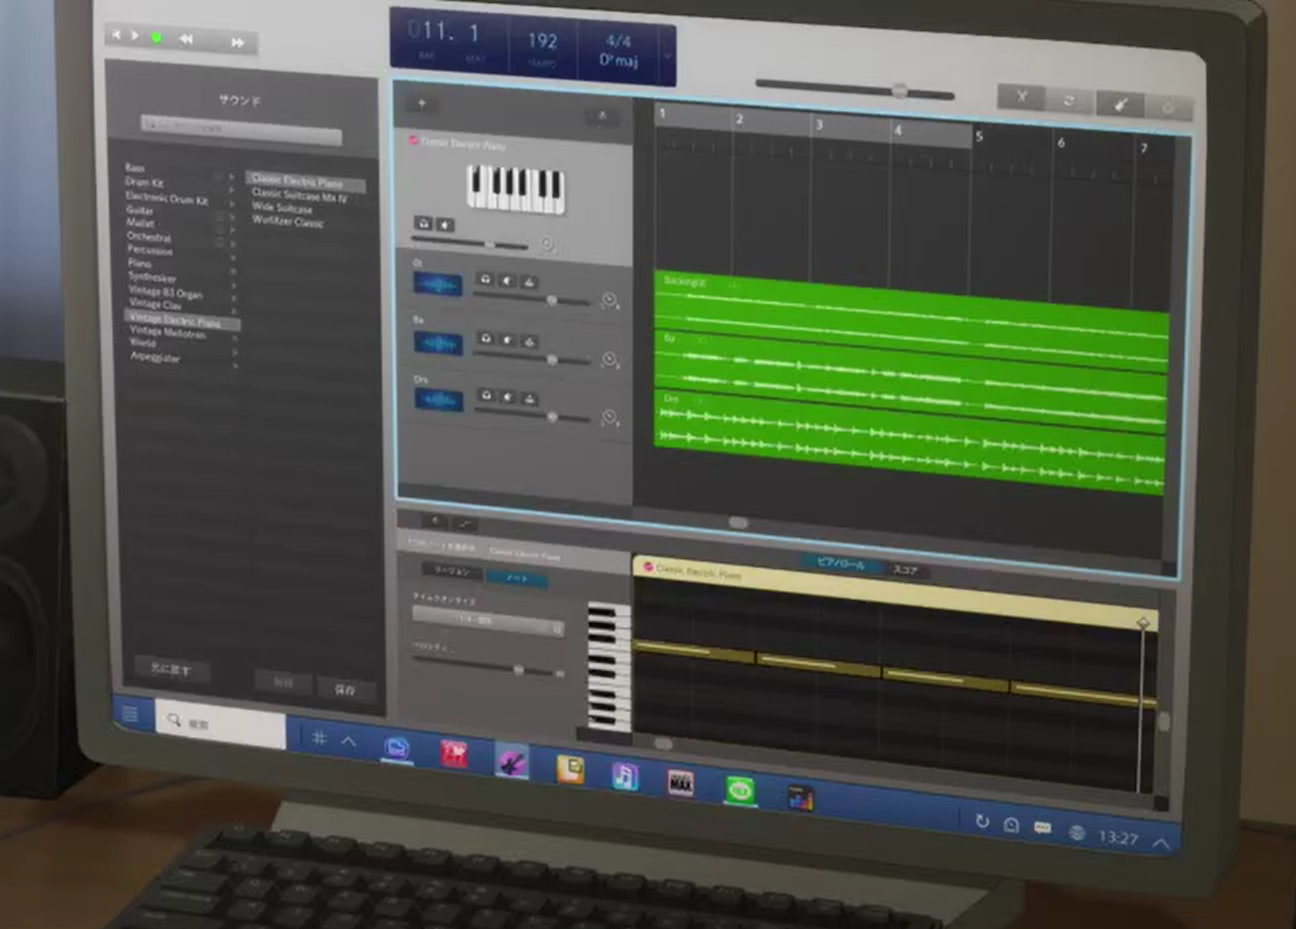 011. 1
192
4/4
D♭maj
サウンド
Bass
Drum Kit
Electronic Drum Kit
Guitar
Mallet
Orchestral
Percussion
Piano
Synthesizer
Vintage B3 Organ
Vintage Clav
Vintage Electric Piano
Vintage Mellotron
World
Arpeggiator
Classic Electric Piano
Classic Suitcase Mk IV
Wide Suitcase
Wurlitzer Classic
元に戻す
保存
Classic Electric Piano
Gt
Ba
Drs
1 2 3 4 5 6 7
BackingGt
Ba
Drs
Classic Electric Piano
リージョン
ノート
タイムクオンタイズ
ベロシティ
ピアノロール
スコア
Classic Electric Piano
検索
MAX
13:27